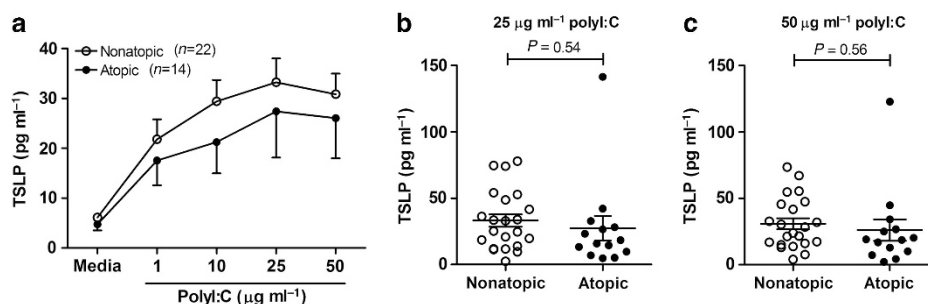 a
Nonatopic (n=22)
Atopic (n=14)
TSLP (pg ml⁻¹)
40
30
20
10
0
Media 1 10 25 50
PolyI:C (µg ml⁻¹)
b
25 µg ml⁻¹ polyI:C
P = 0.54
TSLP (pg ml⁻¹)
150
100
50
0
Nonatopic Atopic
c
50 µg ml⁻¹ polyI:C
P = 0.56
TSLP (pg ml⁻¹)
150
100
50
0
Nonatopic Atopic